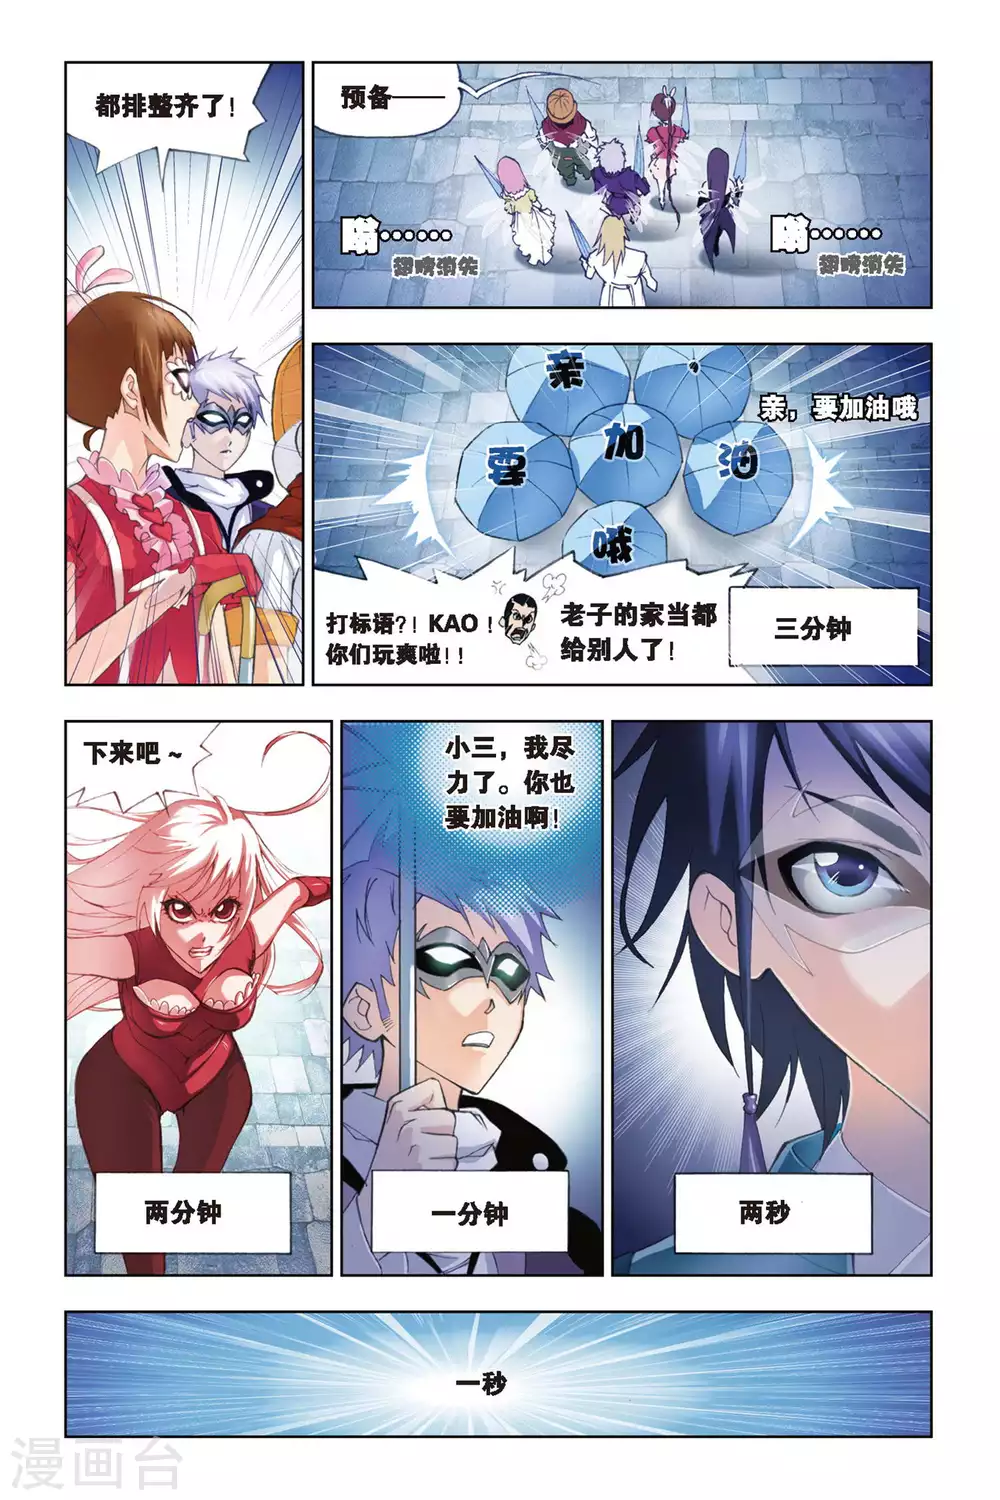 都排整齐了！
预备——
嗡……
翅膀消失
嗡……
翅膀消失
亲
要
加
油
哦
亲，要加油哦
打标语？！KAO！
你们玩爽啦！！
老子的家当都
给别人了！
三分钟
下来吧～
两分钟
小三，我尽
力了。你也
要加油啊！
一分钟
两秒
一秒
漫画台